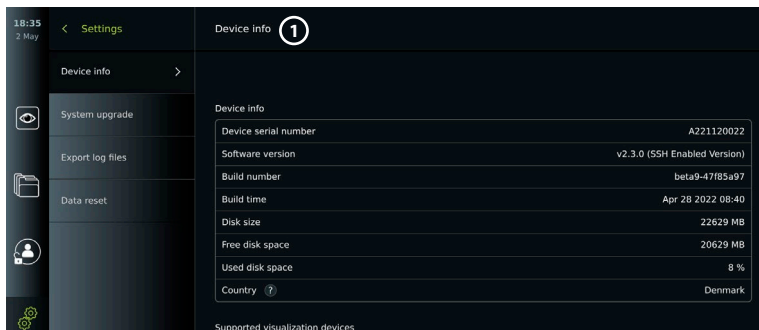 18:35
2 May
Settings
Device info
1
Device info
System upgrade
Export log files
Data reset
Device info
Device serial number A221120022
Software version v2.3.0 (SSH Enabled Version)
Build number beta9-47f85a97
Build time Apr 28 2022 08:40
Disk size 22629 MB
Free disk space 20629 MB
Used disk space 8 %
Country ? Denmark
Supported visualization devices